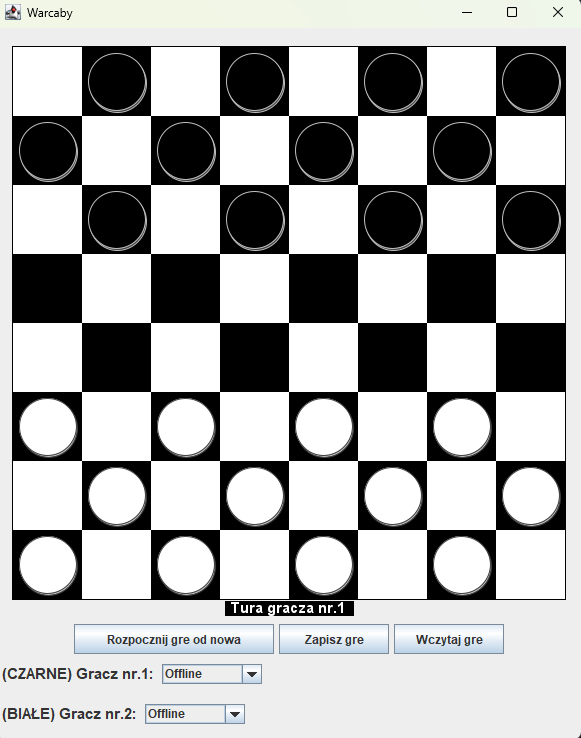 Warcaby
Tura gracza nr.1
Rozpocznij gre od nowa
Zapisz gre
Wczytaj gre
(CZARNE) Gracz nr.1: Offline
(BIAŁE) Gracz nr.2: Offline